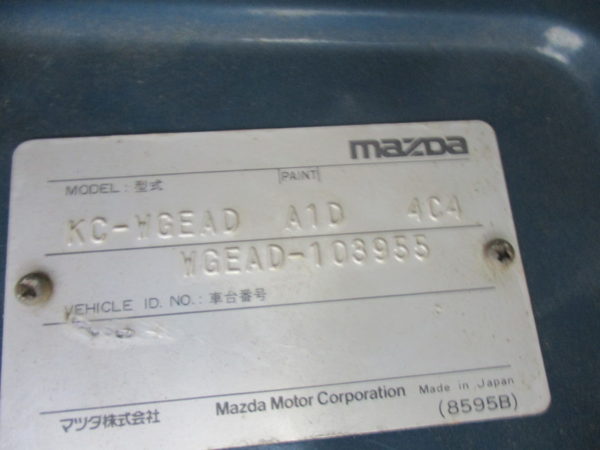 mazda
MODEL : 型式 PAINT
KC-WGEAD A1D 4C4
WGEAD-103955
VEHICLE ID. NO. : 車台番号
マツダ株式会社 Mazda Motor Corporation Made in Japan
(8595B)